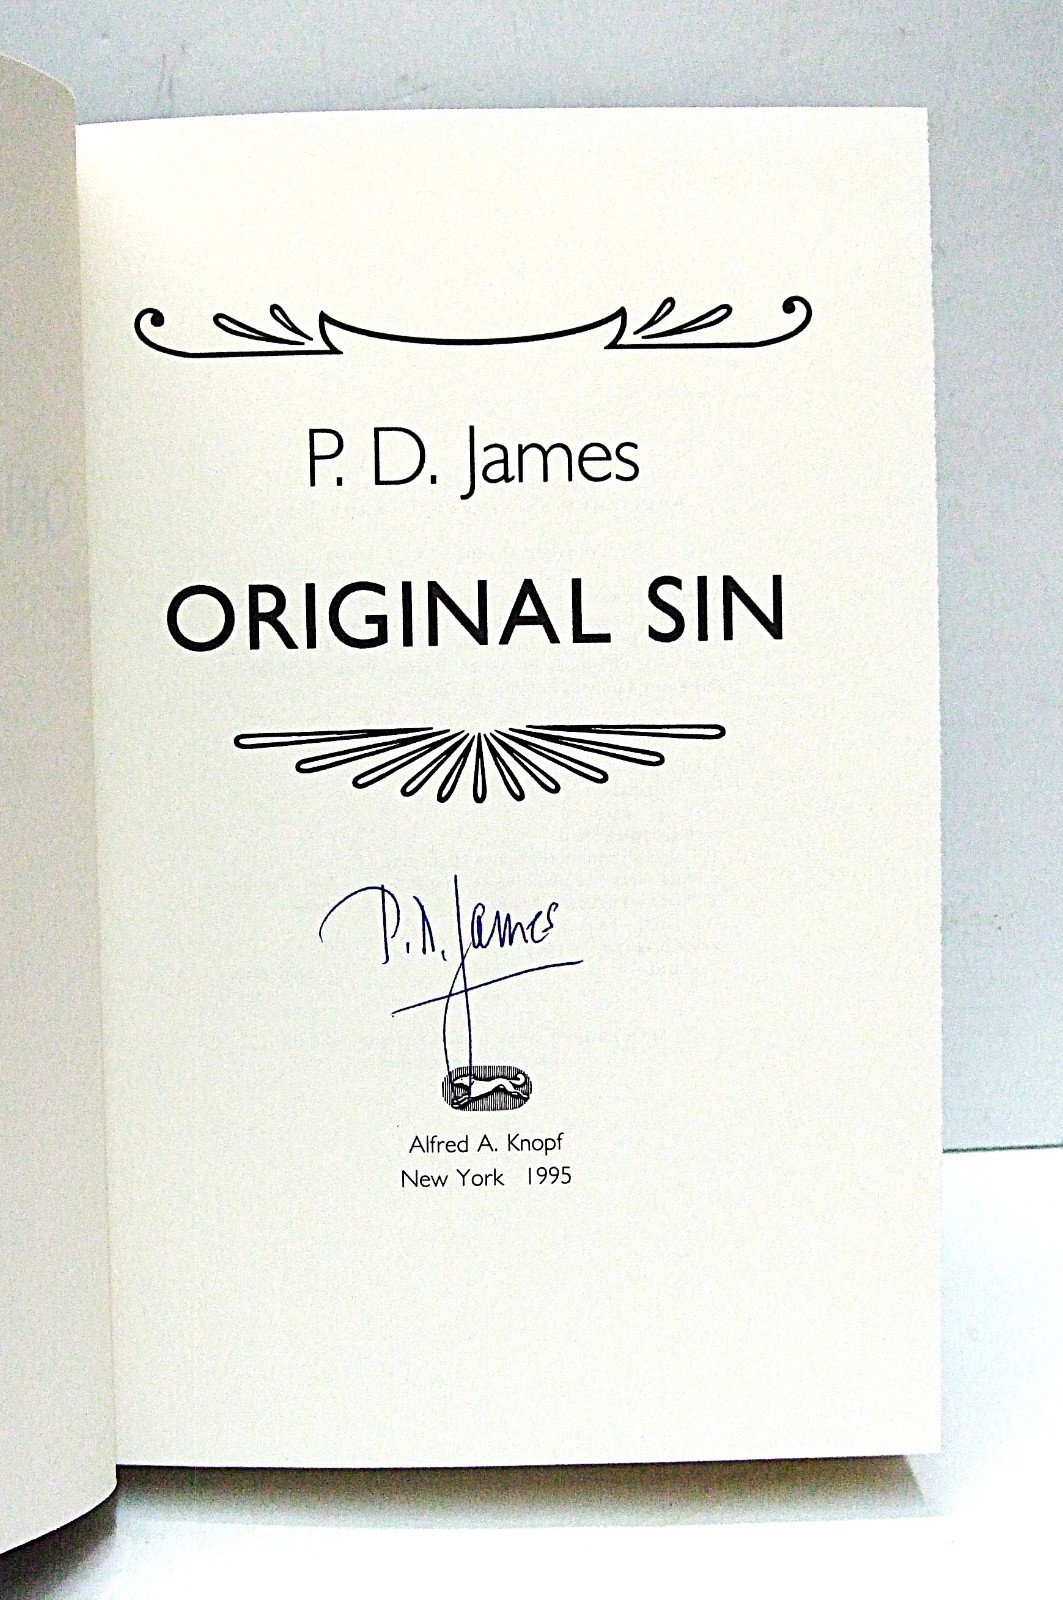 P. D. James
ORIGINAL SIN
P. D. James
Alfred A. Knopf
New York 1995